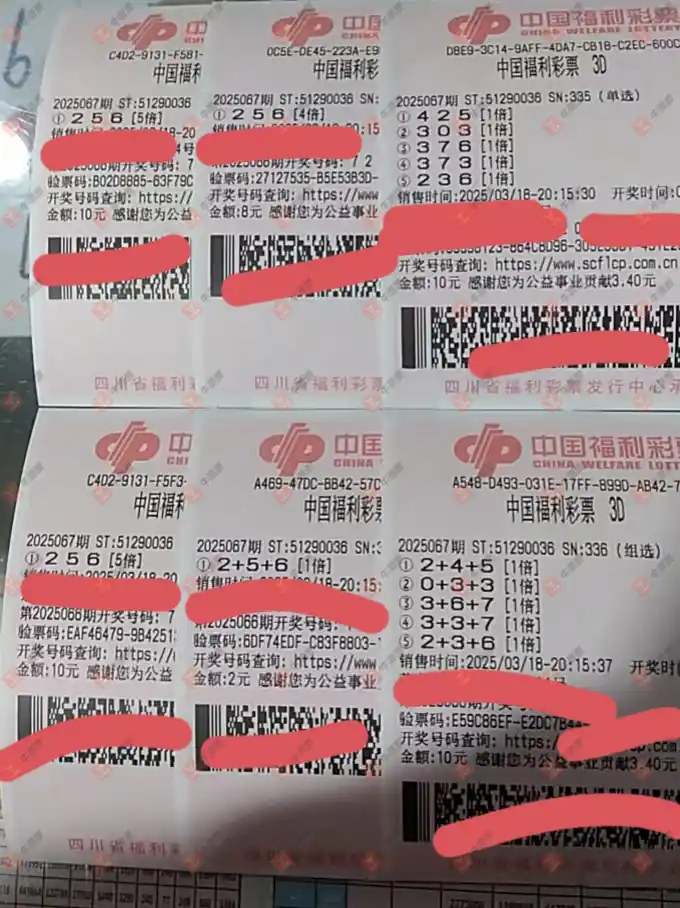 中国
C4D2-9131-F581-
中国福利
2025067期 ST:51290036
① 2 5 6 [5倍]
验票码:B02D8885-63F79C
开奖号码查询: https:/
金额:10元 感谢您为公益
四川省福利
中国
CHINA
0C5E-DE45-223A-E9
中国福利彩
2025067期 ST:51290036 SN:
① 2 5 6 [4倍]
验票码:27127535-B5E53B3D-
开奖号码查询: https://www
金额:8元 感谢您为公益事业
四川省福利彩票
中国福利彩票
CHINA WELFARE LOTTERY
D8E9-3C14-9AFF-4DA7-CB1B-C2EC-600C
中国福利彩票 3D
2025067期 ST:51290036 SN:335 (单选)
① 4 2 5 [1倍]
② 3 0 3 [1倍]
③ 3 7 6 [1倍]
④ 3 7 3 [1倍]
⑤ 2 3 6 [1倍]
销售时间:2025/03/18-20:15:30 开奖时间:
开奖号码查询: https://www.scflcp.com.cn
金额:10元 感谢您为公益事业贡献3.40元
四川省福利彩票发行中心承
中
C4D2-9131-F5F3-
中国福利
2025067期 ST:51290036
① 2 5 6 [5倍]
第2025066期开奖号码: 7
验票码:EAF46479-9B4251
开奖号码查询: https:/
金额:10元 感谢您为公益
四川省福利
中国
CHINA
A469-47DC-BB42-57C
中国福利彩
2025067期 ST:51290036 SN:3
① 2+5+6 [1倍]
销售时间:2025/03/18-20:15:
第2025066期开奖号码:
验票码:6DF74EDF-C83F8803-
开奖号码查询: https://www
金额:2元 感谢您为公益事业
四川省福利彩票
中国福利彩票
CHINA WELFARE LOTTE
A548-D493-031E-17FF-899D-AB42-7
中国福利彩票 3D
2025067期 ST:51290036 SN:336 (组选)
① 2+4+5 [1倍]
② 0+3+3 [1倍]
③ 3+6+7 [1倍]
④ 3+3+7 [1倍]
⑤ 2+3+6 [1倍]
销售时间:2025/03/18-20:15:37 开奖时
验票码:E59C86EF-E2DC7B4
开奖号码查询: https:/
金额:10元 感谢您为公益事业贡献3.40元